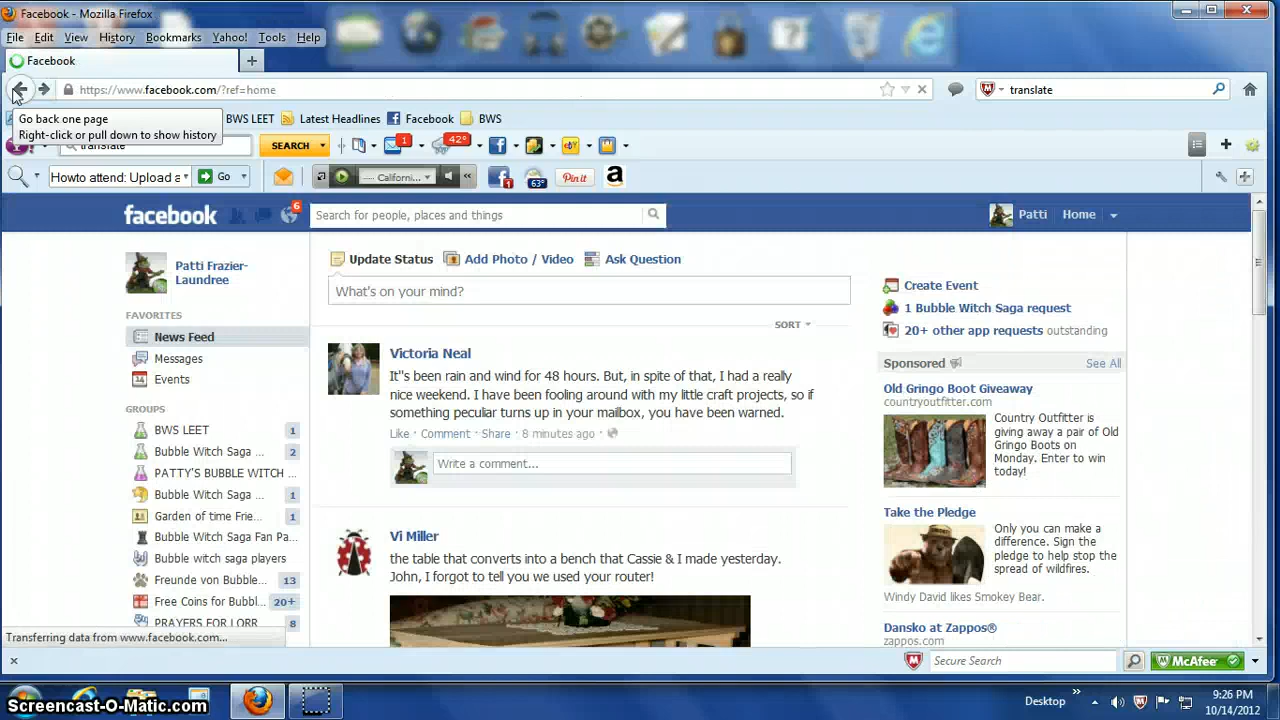 Facebook - Mozilla Firefox
File Edit View History Bookmarks Yahoo! Tools Help
Facebook
https://www.facebook.com/?ref=home
translate
Go back one page
Right-click or pull down to show history
BWS LEET Latest Headlines Facebook BWS
translate
SEARCH
1
42°
Howto attend: Upload a
Go
---- Californi...
1
63°
Pin it
a
facebook
6
Search for people, places and things
Patti
Home
Patti Frazier-
Laundree
FAVORITES
News Feed
Messages
Events
GROUPS
BWS LEET 1
Bubble Witch Saga ... 2
PATTY'S BUBBLE WITCH ...
Bubble Witch Saga ... 1
Garden of time Frie... 1
Bubble Witch Saga Fan Pa...
Bubble witch saga players
Freunde von Bubble... 13
Free Coins for Bubbl... 20+
PRAYERS FOR LORR... 8
Transferring data from www.facebook.com...
Update Status Add Photo / Video Ask Question
What's on your mind?
SORT
Victoria Neal
It"s been rain and wind for 48 hours. But, in spite of that, I had a really
nice weekend. I have been fooling around with my little craft projects, so if
something peculiar turns up in your mailbox, you have been warned.
Like · Comment · Share · 8 minutes ago ·
Write a comment...
Vi Miller
the table that converts into a bench that Cassie & I made yesterday.
John, I forgot to tell you we used your router!
Create Event
1 Bubble Witch Saga request
20+ other app requests outstanding
Sponsored
See All
Old Gringo Boot Giveaway
countryoutfitter.com
Country Outfitter is
giving away a pair of Old
Gringo Boots on
Monday. Enter to win
today!
Take the Pledge
Only you can make a
difference. Sign the
pledge to help stop the
spread of wildfires.
Windy David likes Smokey Bear.
Dansko at Zappos®
zappos.com
Secure Search
McAfee
Screencast-O-Matic.com
Desktop
9:26 PM
10/14/2012